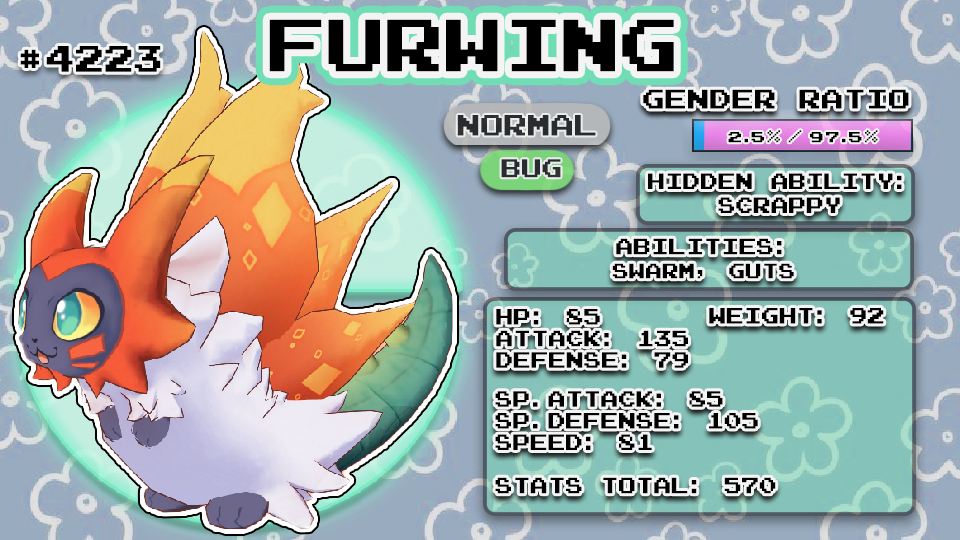 #4223
FURWING
NORMAL
BUG
GENDER RATIO
2.5% / 97.5%
HIDDEN ABILITY:
SCRAPPY
ABILITIES:
SWARM, GUTS
HP: 85
WEIGHT: 92
ATTACK: 135
DEFENSE: 79
SP. ATTACK: 85
SP. DEFENSE: 105
SPEED: 81
STATS TOTAL: 570